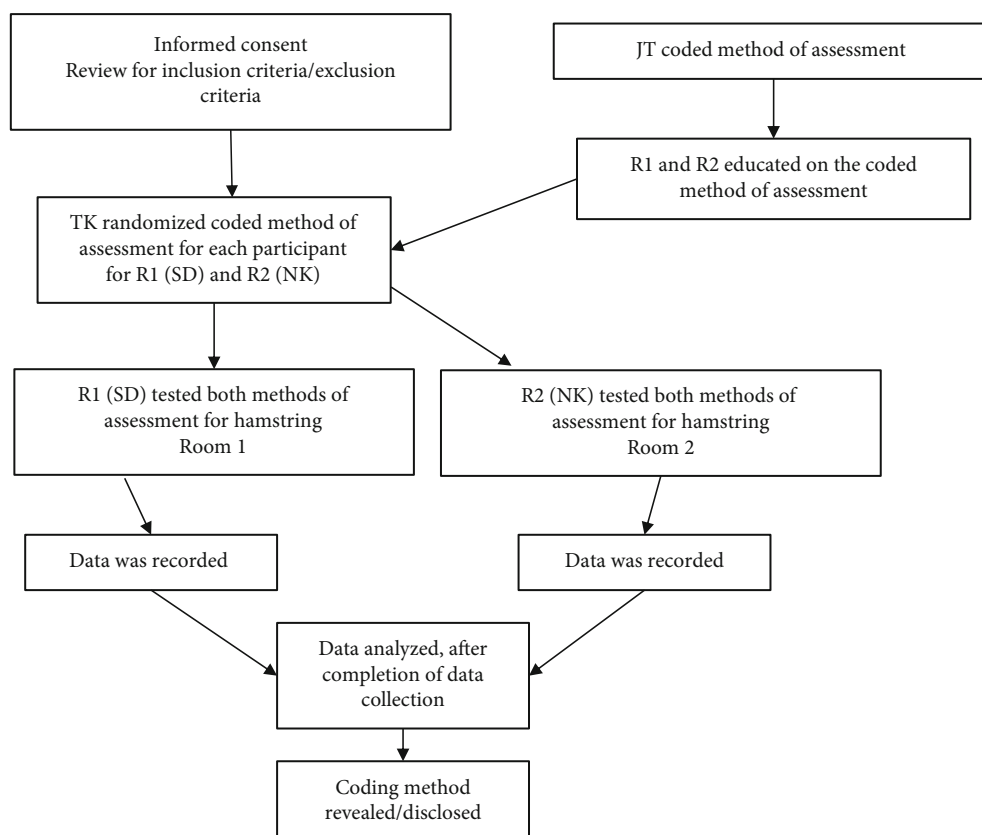 Informed consent
Review for inclusion criteria/exclusion
criteria
JT coded method of assessment
R1 and R2 educated on the coded
method of assessment
TK randomized coded method of
assessment for each participant
for R1 (SD) and R2 (NK)
R1 (SD) tested both methods of
assessment for hamstring
Room 1
R2 (NK) tested both methods of
assessment for hamstring
Room 2
Data was recorded
Data was recorded
Data analyzed, after
completion of data
collection
Coding method
revealed/disclosed